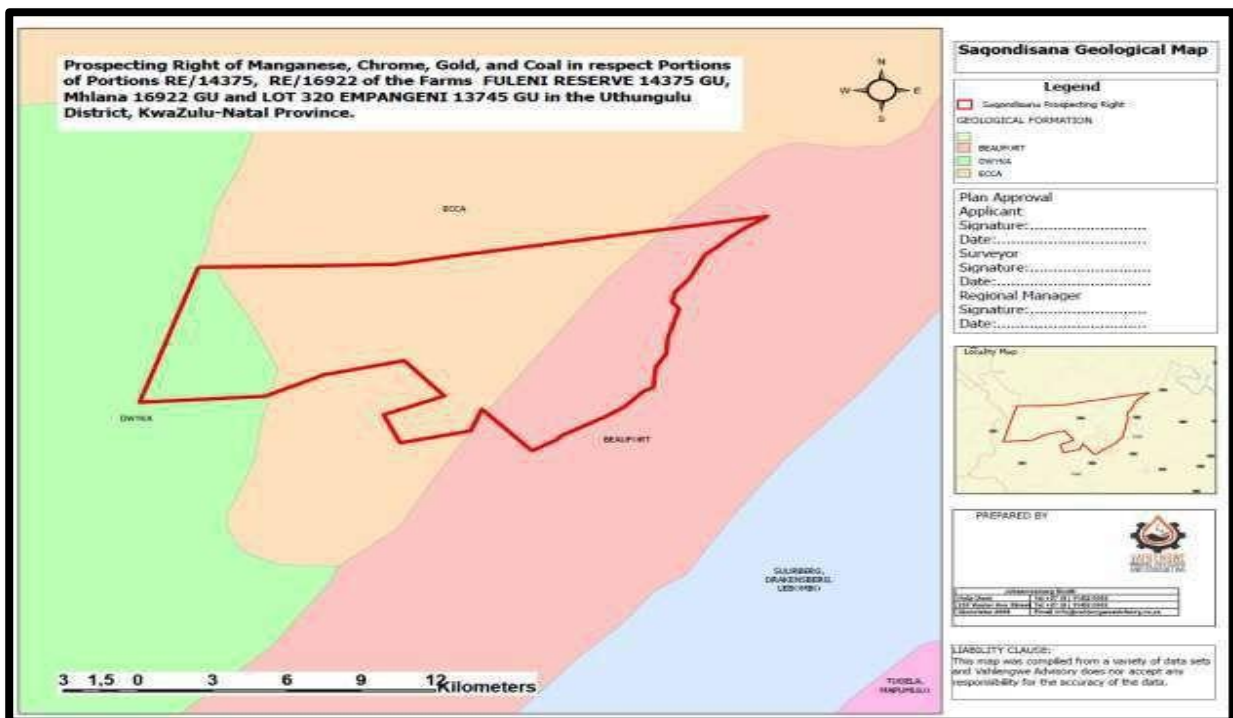 Prospecting Right of Manganese, Chrome, Gold, and Coal in respect Portions
of Portions RE/14375, RE/16922 of the Farms FULENI RESERVE 14375 GU,
Mhlana 16922 GU and LOT 320 EMPANGENI 13745 GU in the Uthungulu
District, KwaZulu-Natal Province.
N
W E
S
ECCA
DWYKA
BEAUFORT
SUURBERG,
DRAKENSBERG,
LEBOMBO
TUGELA,
MAPUMULO
3 1,5 0 3 6 9 12
Kilometers
Saqondisana Geological Map
Legend
Saqondisana Prospecting Right
GEOLOGICAL FORMATION
BEAUFORT
DWYKA
ECCA
Plan Approval
Applicant
Signature:............................
Date:....................................
Surveyor
Signature:.............................
Date:.....................................
Regional Manager
Signature:............................
Date:....................................
Locality Map
PREPARED BY
LIABILITY CLAUSE:
This map was compiled from a variety of data sets
and Vahlengwe Advisory does nor accept any
responsibility for the accuracy of the data.